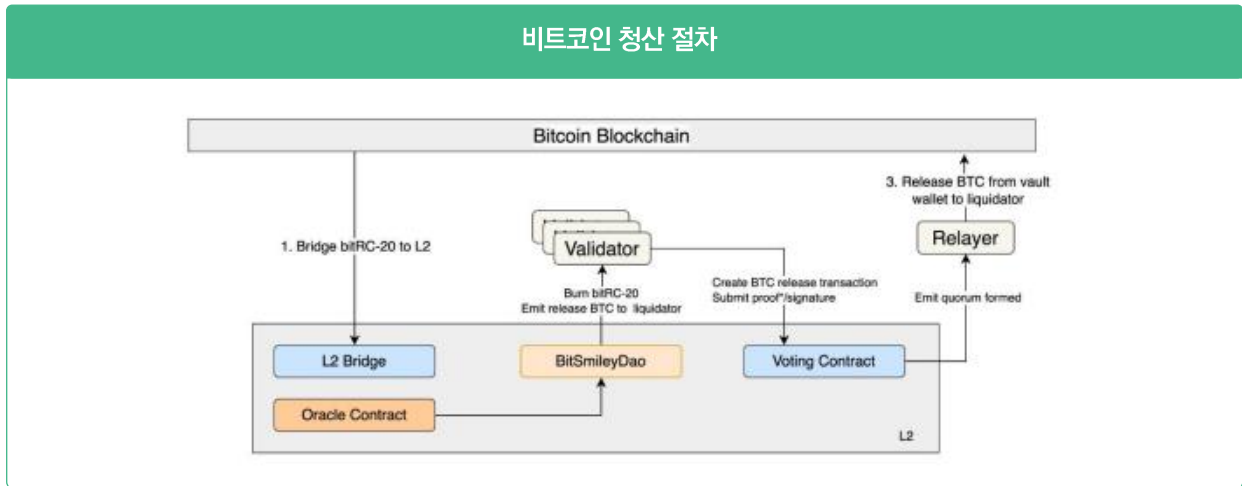 비트코인 청산 절차
Bitcoin Blockchain
1. Bridge bitRC-20 to L2
3. Release BTC from vault
wallet to liquidator
Validator
Relayer
Burn bitRC-20
Emit release BTC to liquidator
Create BTC release transaction
Submit proof*/signature
Emit quorum formed
L2 Bridge
BitSmileyDao
Voting Contract
Oracle Contract
L2